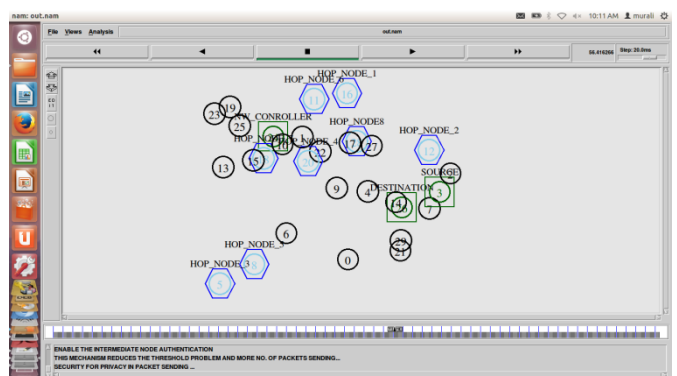 nam: out.nam
10:11 AM murali
File Views Analysis
out.nam
56.416266 Step: 20.0ms
HOP_NODE_1
16
11
23 19
25
NW_CONROLLER
HOP_NODE8
HOP_NODE_2
1
22
17 27
12
15
13
HOP_NODE_4
SOURCE
3
9
4
DESTINATION
14
7
6
29
21
HOP_NODE_5
8
HOP_NODE_3
5
0
ENABLE THE INTERMEDIATE NODE AUTHENTICATION
THIS MECHANISM REDUCES THE THRESHOLD PROBLEM AND MORE NO. OF PACKETS SENDING...
SECURITY FOR PRIVACY IN PACKET SENDING ...